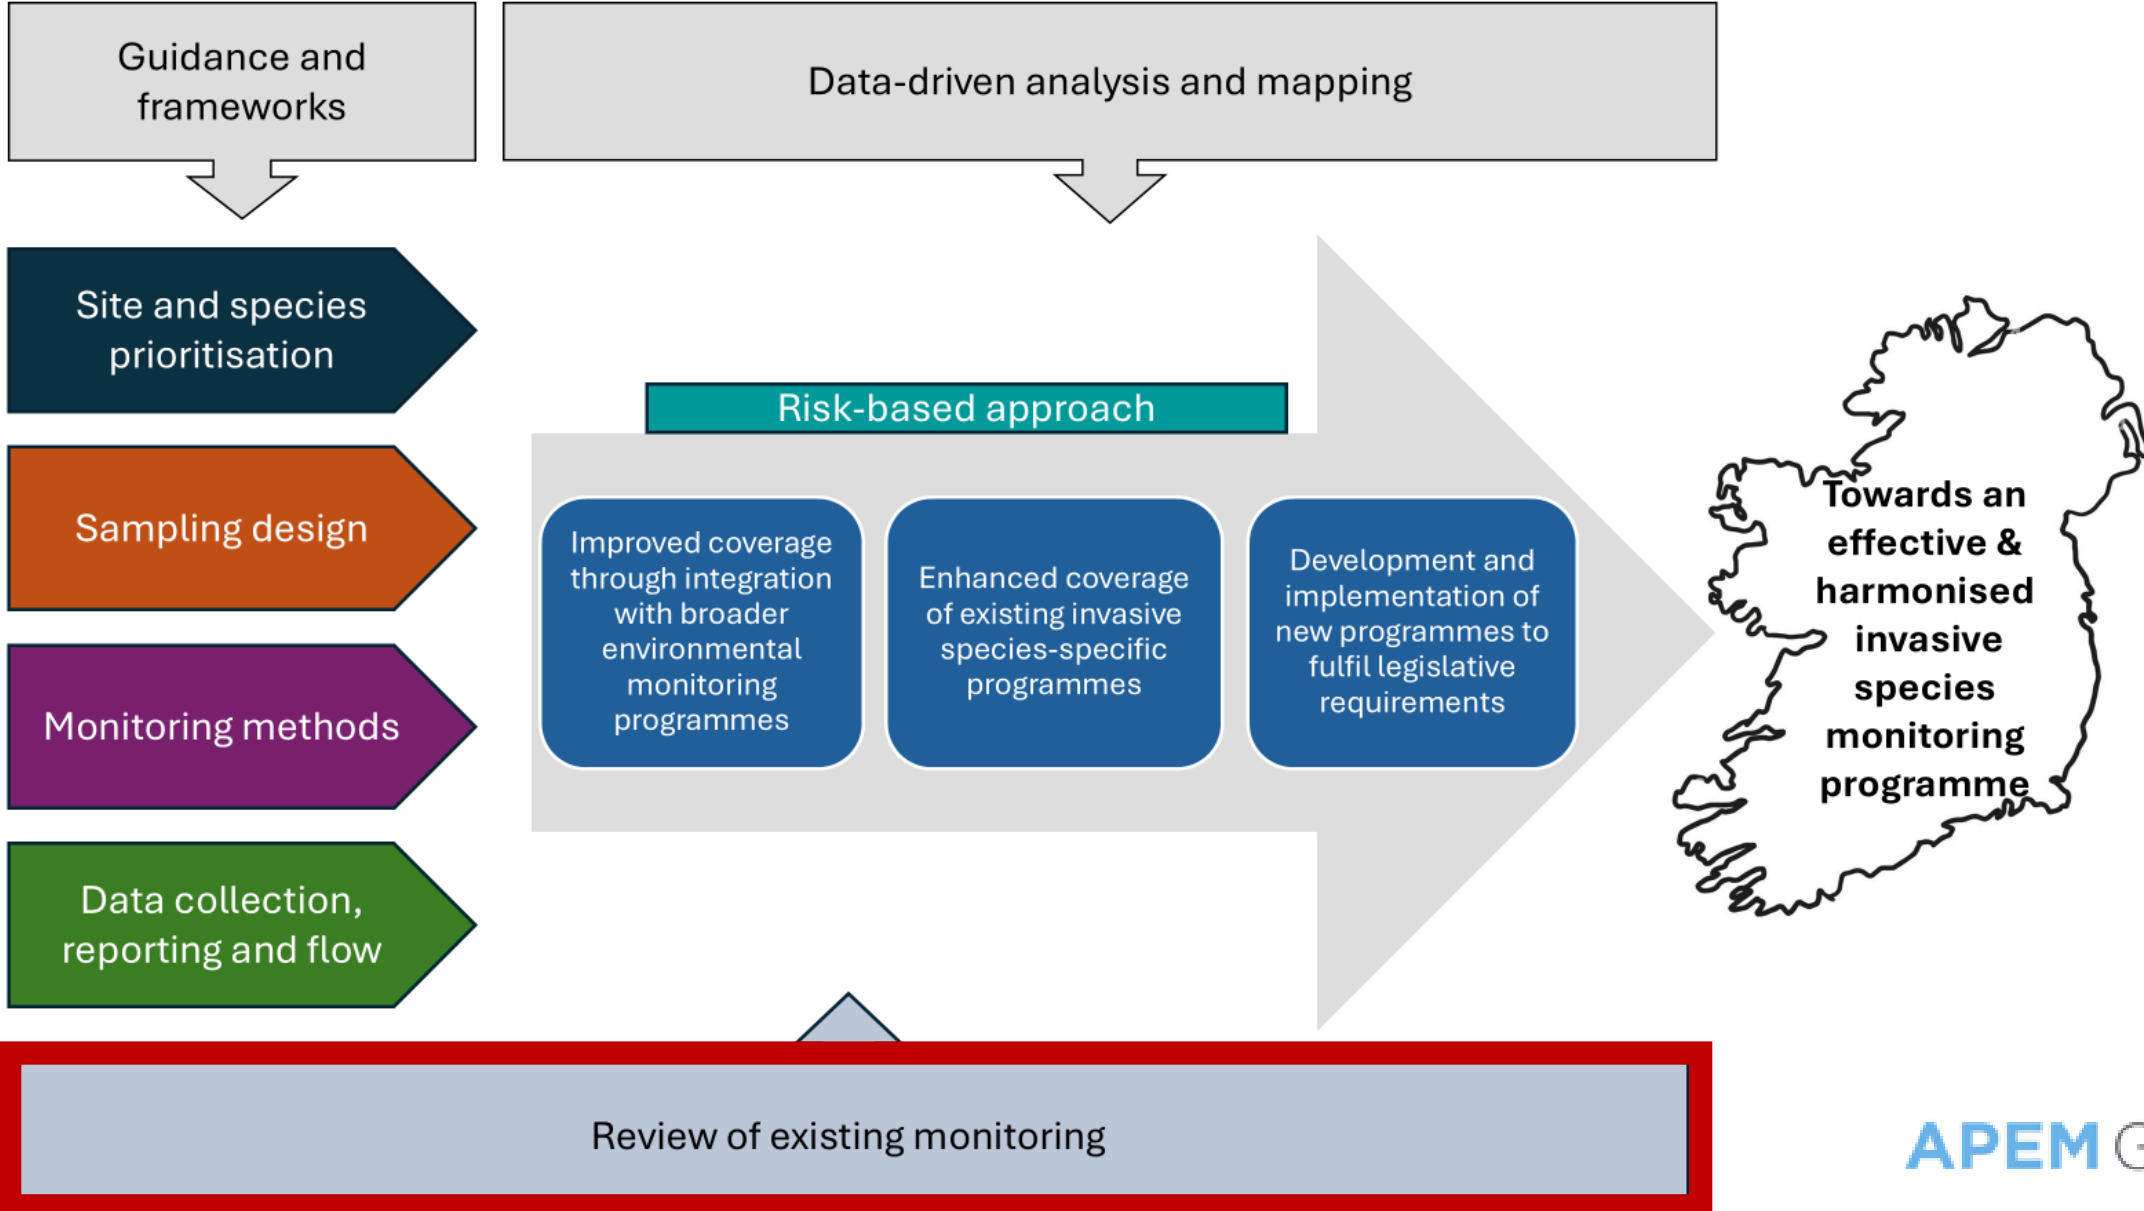 Guidance and
frameworks
Data-driven analysis and mapping
Site and species
prioritisation
Sampling design
Monitoring methods
Data collection,
reporting and flow
Risk-based approach
Improved coverage
through integration
with broader
environmental
monitoring
programmes
Enhanced coverage
of existing invasive
species-specific
programmes
Development and
implementation of
new programmes to
fulfil legislative
requirements
Towards an
effective &
harmonised
invasive
species
monitoring
programme
Review of existing monitoring
APEM